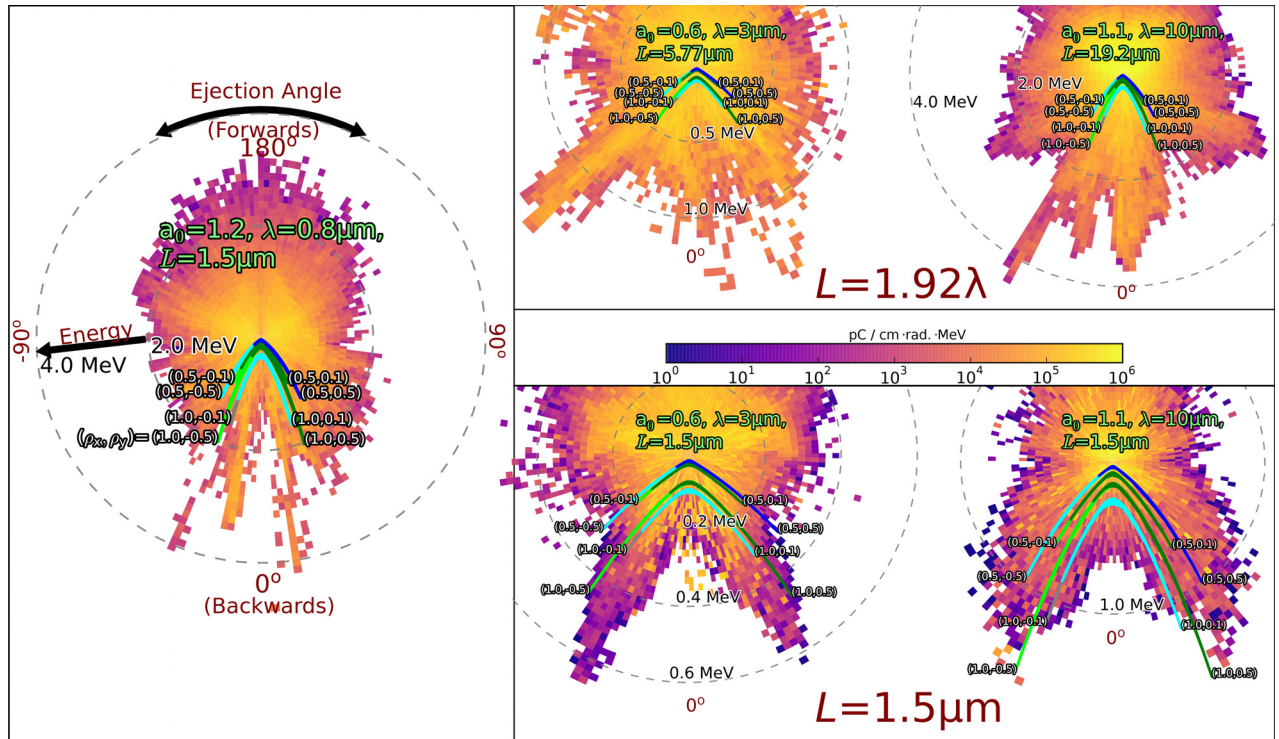 Ejection Angle
(Forwards)
180º
a₀=1.2, λ=0.8µm,
L=1.5µm
-90º
90º
Energy
4.0 MeV
2.0 MeV
(0.5,-0.1)
(0.5,0.1)
(0.5,-0.5)
(0.5,0.5)
(1.0,-0.1)
(1.0,0.1)
(ρₓ,ρᵧ)=(1.0,-0.5)
(1.0,0.5)
0º
(Backwards)
a₀=0.6, λ=3µm,
L=5.77µm
(0.5,-0.1)
(0.5,0.1)
(0.5,-0.5)
(0.5,0.5)
(1.0,-0.1)
(1.0,0.1)
(1.0,-0.5)
(1.0,0.5)
0.5 MeV
1.0 MeV
0º
a₀=1.1, λ=10µm,
L=19.2µm
2.0 MeV
4.0 MeV
(0.5,-0.1)
(0.5,0.1)
(0.5,-0.5)
(0.5,0.5)
(1.0,-0.1)
(1.0,0.1)
(1.0,-0.5)
(1.0,0.5)
0º
L=1.92λ
pC / cm·rad.·MeV
10⁰ 10¹ 10² 10³ 10⁴ 10⁵ 10⁶
a₀=0.6, λ=3µm,
L=1.5µm
(0.5,-0.1)
(0.5,0.1)
0.2 MeV
(0.5,-0.5)
(0.5,0.5)
(1.0,-0.1)
(1.0,0.1)
(1.0,-0.5)
(1.0,0.5)
0.4 MeV
0.6 MeV
0º
a₀=1.1, λ=10µm,
L=1.5µm
(0.5,-0.1)
(0.5,0.1)
(0.5,-0.5)
(0.5,0.5)
1.0 MeV
(1.0,-0.1)
(1.0,0.1)
0º
(1.0,-0.5)
(1.0,0.5)
L=1.5µm